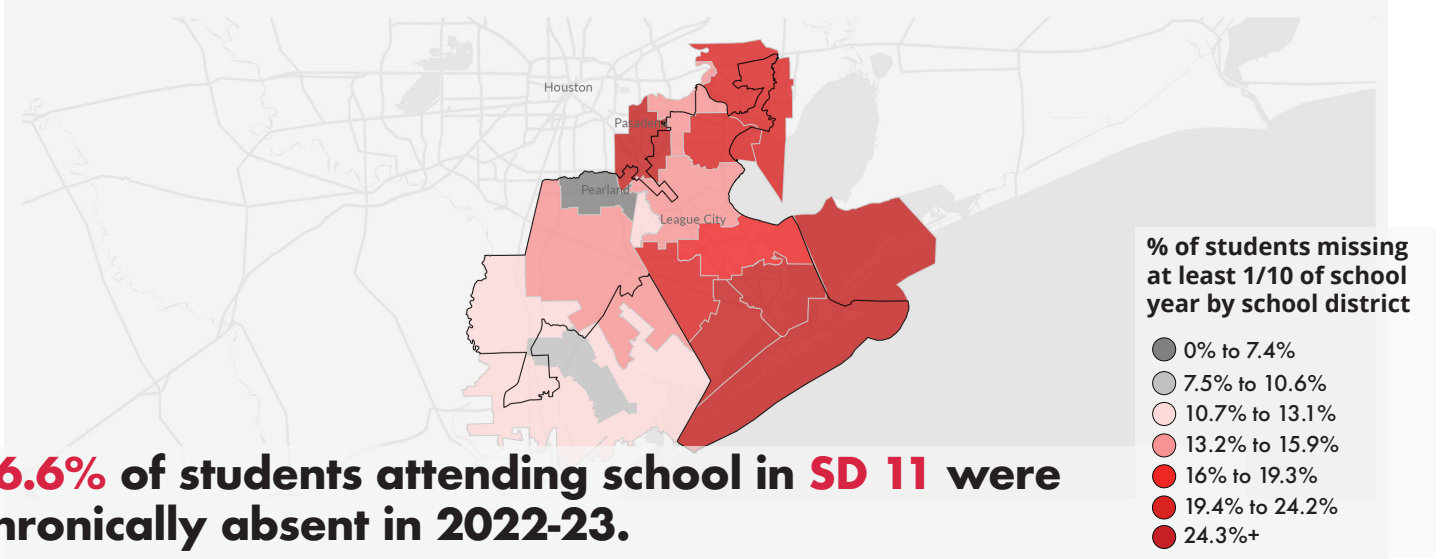 Houston
Pasadena
Pearland
League City
% of students missing
at least 1/10 of school
year by school district
0% to 7.4%
7.5% to 10.6%
10.7% to 13.1%
13.2% to 15.9%
16% to 19.3%
19.4% to 24.2%
24.3%+
6.6% of students attending school in SD 11 were
hronically absent in 2022-23.